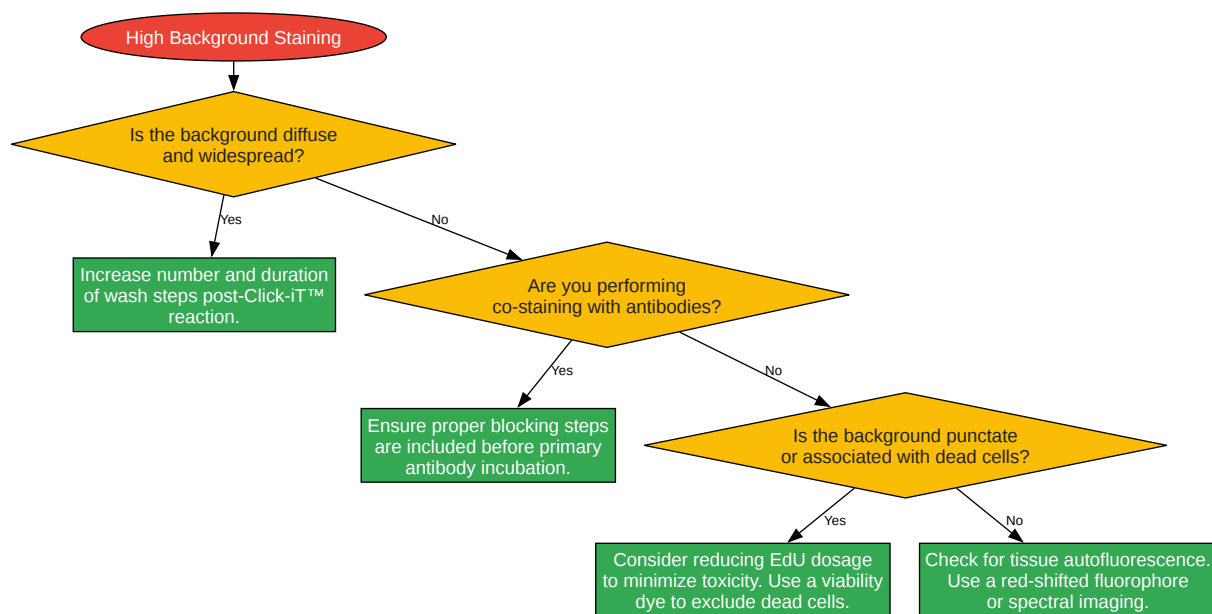 High Background Staining
Is the background diffuse
and widespread?
Yes
No
Increase number and duration
of wash steps post-Click-iT™
reaction.
Are you performing
co-staining with antibodies?
Yes
No
Ensure proper blocking steps
are included before primary
antibody incubation.
Is the background punctate
or associated with dead cells?
Yes
No
Consider reducing EdU dosage
to minimize toxicity. Use a viability
dye to exclude dead cells.
Check for tissue autofluorescence.
Use a red-shifted fluorophore
or spectral imaging.